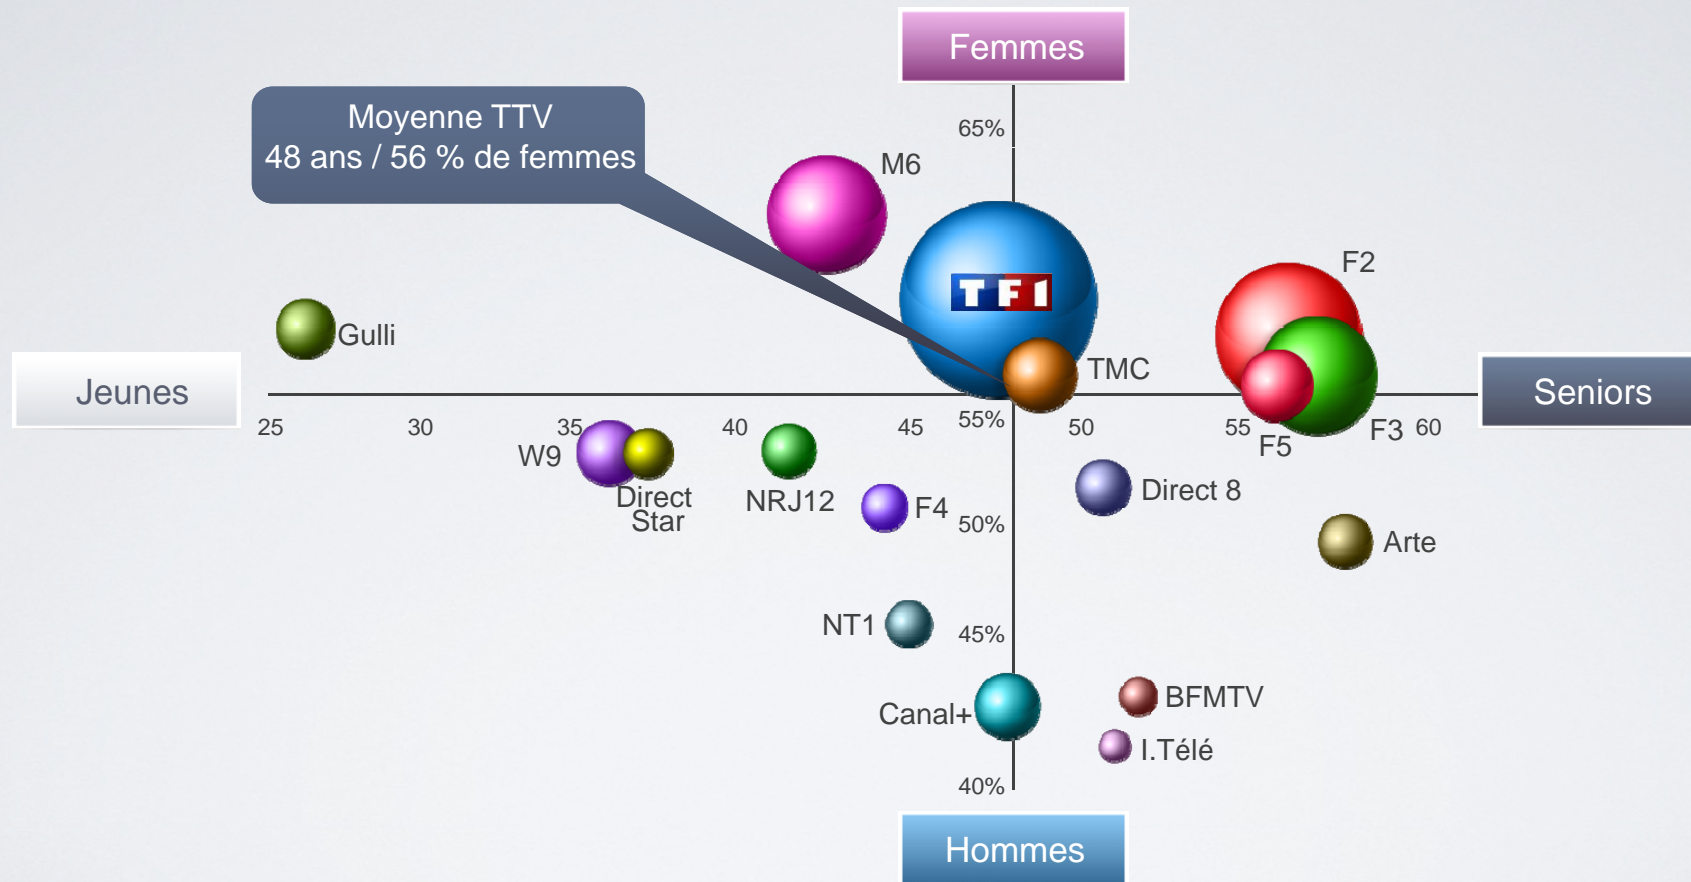 Femmes
Moyenne TTV
48 ans / 56 % de femmes
65%
M6
F2
TF1
Gulli
TMC
Jeunes
Seniors
25
30
35
40
45
55%
50
55
F3
60
W9
F5
Direct
Star
NRJ12
F4
Direct 8
50%
Arte
NT1
45%
Canal+
BFMTV
I.Télé
40%
Hommes